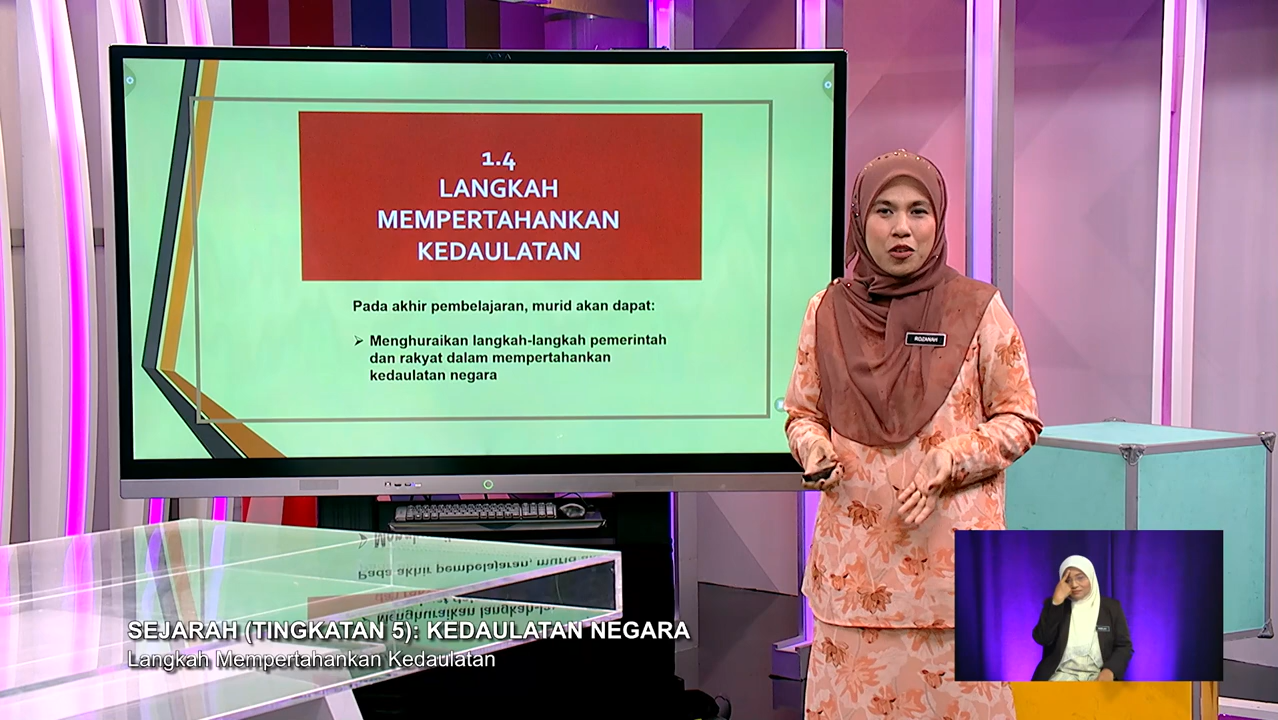 1.4
LANGKAH
MEMPERTAHANKAN
KEDAULATAN
Pada akhir pembelajaran, murid akan dapat:
➢ Menghuraikan langkah-langkah pemerintah
dan rakyat dalam mempertahankan
kedaulatan negara
ROZANAH
SEJARAH (TINGKATAN 5): KEDAULATAN NEGARA
Langkah Mempertahankan Kedaulatan